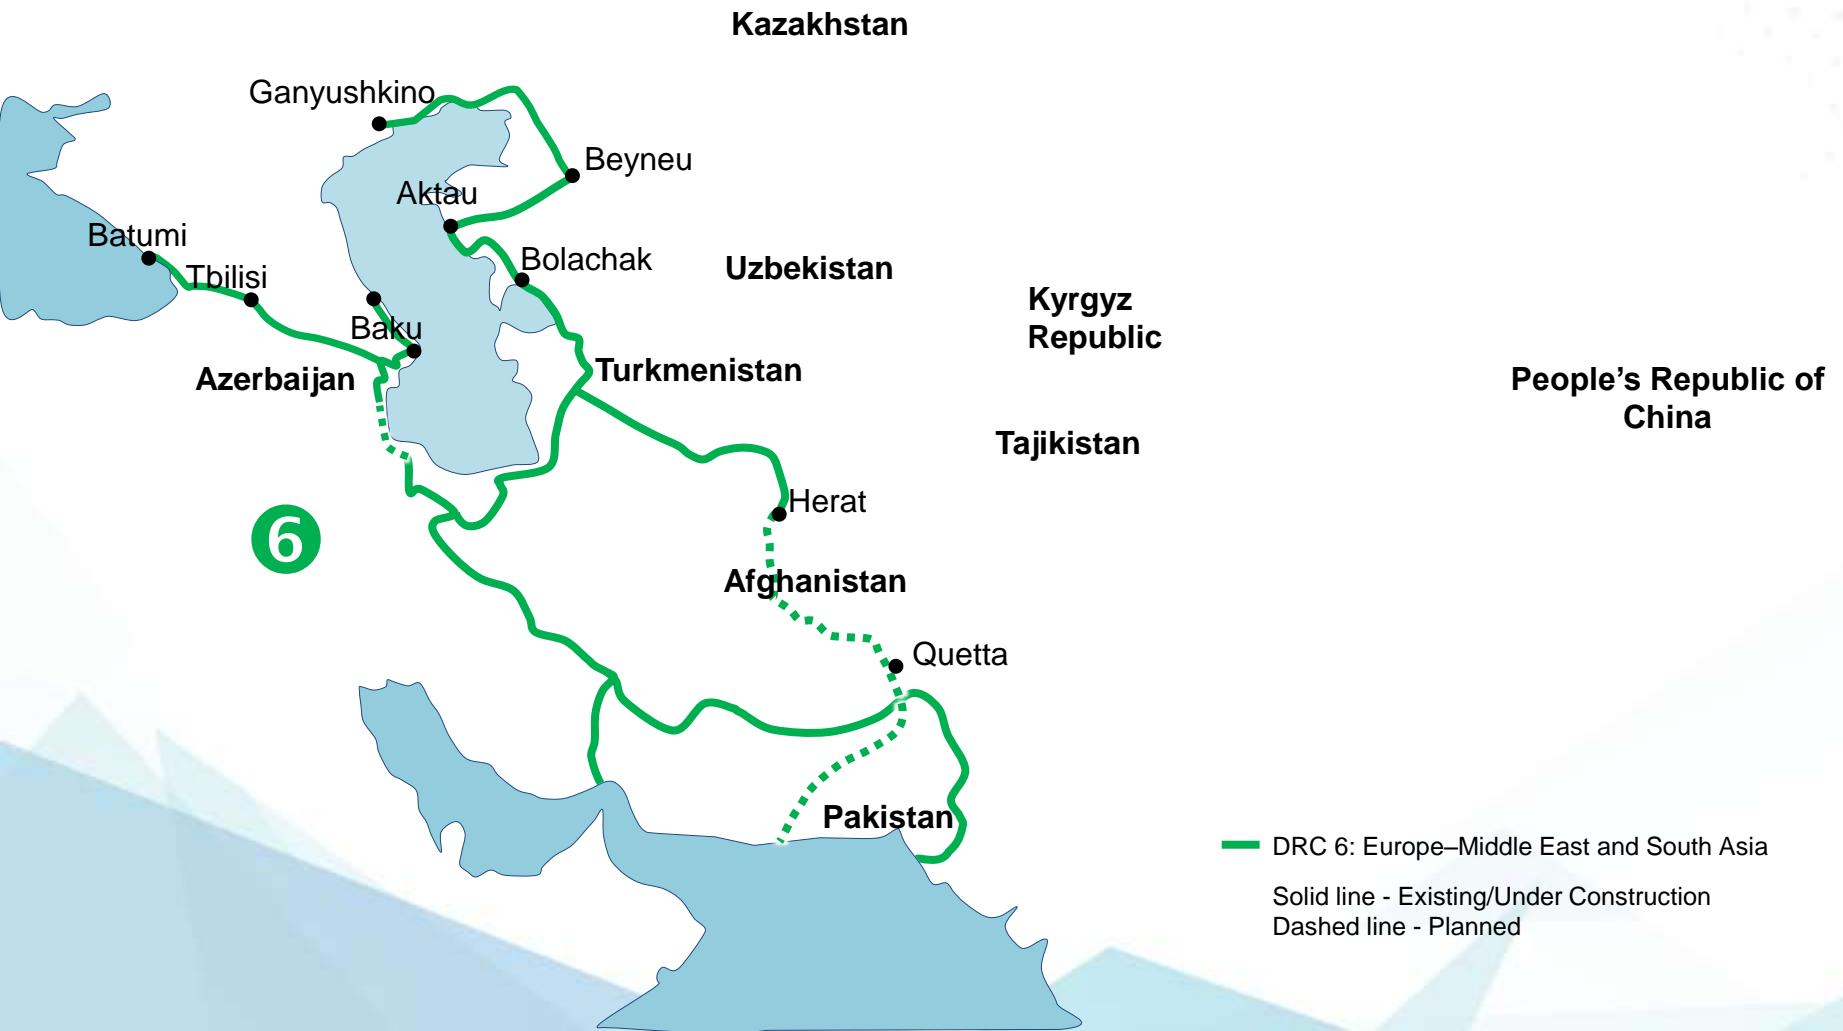 Kazakhstan
Ganyushkino
Beyneu
Aktau
Batumi
Bolachak
Tbilisi
Uzbekistan
Kyrgyz
Republic
Baku
Azerbaijan
Turkmenistan
People’s Republic of
China
Tajikistan
Herat
6
Afghanistan
Quetta
Pakistan
DRC 6: Europe–Middle East and South Asia
Solid line - Existing/Under Construction
Dashed line - Planned